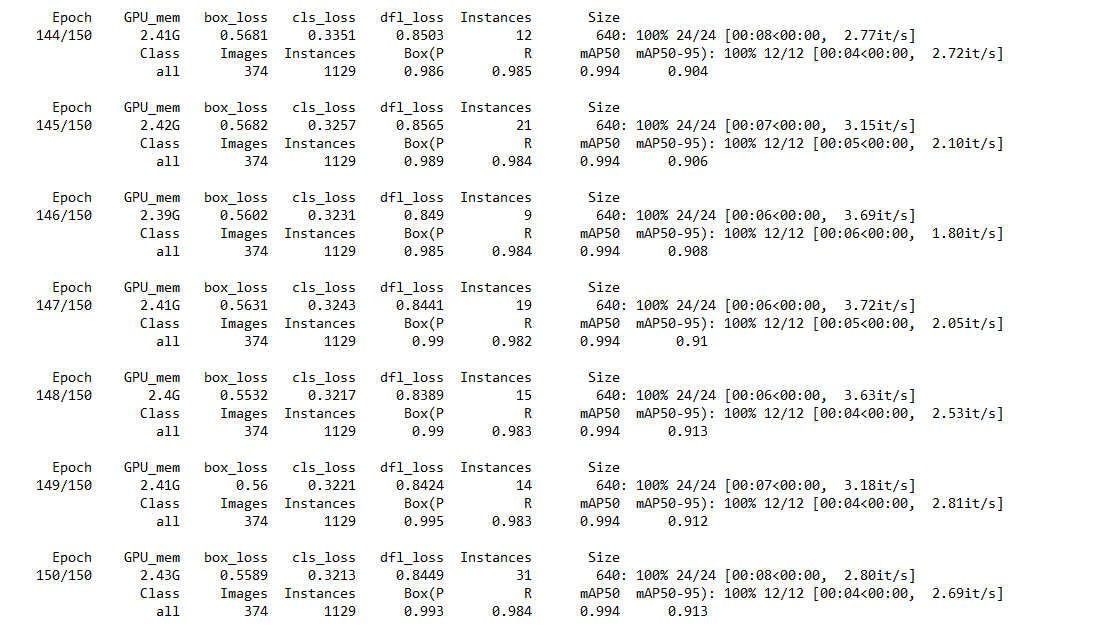 Epoch GPU_mem box_loss cls_loss dfl_loss Instances Size
144/150 2.41G 0.5681 0.3351 0.8503 12 640: 100% 24/24 [00:08<00:00, 2.77it/s]
Class Images Instances Box(P R mAP50 mAP50-95): 100% 12/12 [00:04<00:00, 2.72it/s]
all 374 1129 0.986 0.985 0.994 0.904
Epoch GPU_mem box_loss cls_loss dfl_loss Instances Size
145/150 2.42G 0.5682 0.3257 0.8565 21 640: 100% 24/24 [00:07<00:00, 3.15it/s]
Class Images Instances Box(P R mAP50 mAP50-95): 100% 12/12 [00:05<00:00, 2.10it/s]
all 374 1129 0.989 0.984 0.994 0.906
Epoch GPU_mem box_loss cls_loss dfl_loss Instances Size
146/150 2.39G 0.5602 0.3231 0.849 9 640: 100% 24/24 [00:06<00:00, 3.69it/s]
Class Images Instances Box(P R mAP50 mAP50-95): 100% 12/12 [00:06<00:00, 1.80it/s]
all 374 1129 0.985 0.984 0.994 0.908
Epoch GPU_mem box_loss cls_loss dfl_loss Instances Size
147/150 2.41G 0.5631 0.3243 0.8441 19 640: 100% 24/24 [00:06<00:00, 3.72it/s]
Class Images Instances Box(P R mAP50 mAP50-95): 100% 12/12 [00:05<00:00, 2.05it/s]
all 374 1129 0.99 0.982 0.994 0.91
Epoch GPU_mem box_loss cls_loss dfl_loss Instances Size
148/150 2.4G 0.5532 0.3217 0.8389 15 640: 100% 24/24 [00:06<00:00, 3.63it/s]
Class Images Instances Box(P R mAP50 mAP50-95): 100% 12/12 [00:04<00:00, 2.53it/s]
all 374 1129 0.99 0.983 0.994 0.913
Epoch GPU_mem box_loss cls_loss dfl_loss Instances Size
149/150 2.41G 0.56 0.3221 0.8424 14 640: 100% 24/24 [00:07<00:00, 3.18it/s]
Class Images Instances Box(P R mAP50 mAP50-95): 100% 12/12 [00:04<00:00, 2.81it/s]
all 374 1129 0.995 0.983 0.994 0.912
Epoch GPU_mem box_loss cls_loss dfl_loss Instances Size
150/150 2.43G 0.5589 0.3213 0.8449 31 640: 100% 24/24 [00:08<00:00, 2.80it/s]
Class Images Instances Box(P R mAP50 mAP50-95): 100% 12/12 [00:04<00:00, 2.69it/s]
all 374 1129 0.993 0.984 0.994 0.913